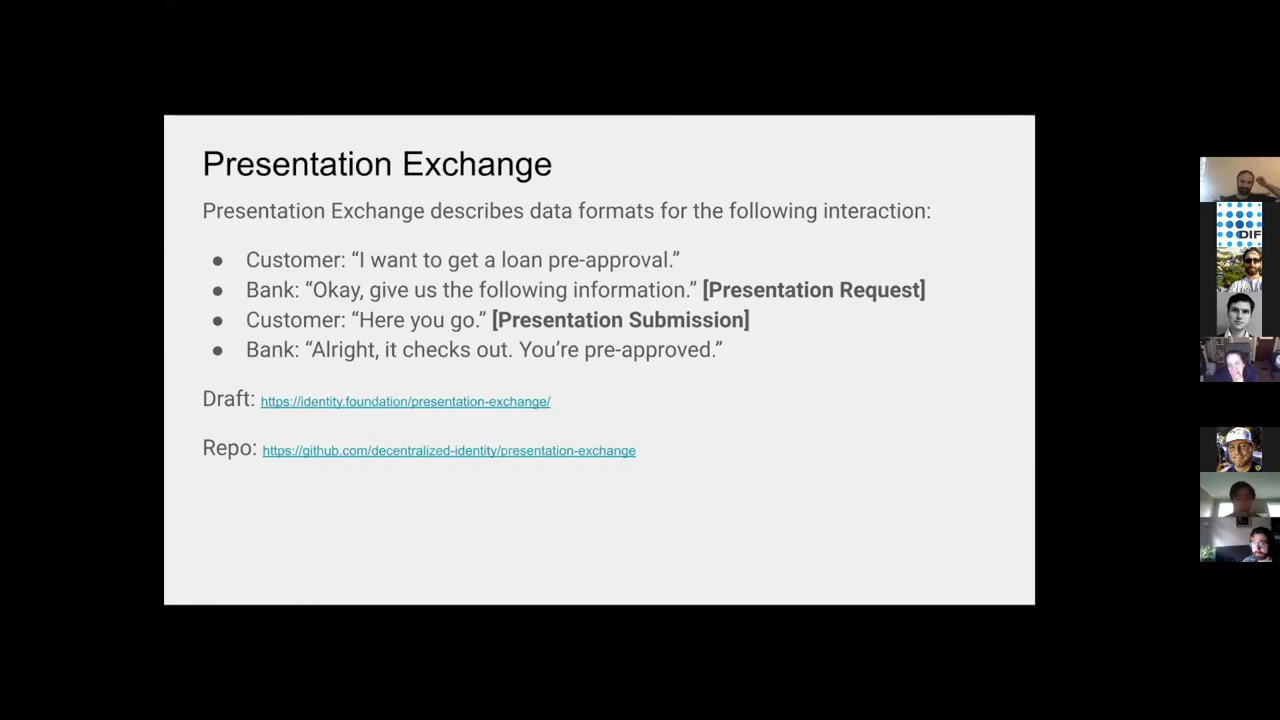 Presentation Exchange
Presentation Exchange describes data formats for the following interaction:
● Customer: “I want to get a loan pre-approval.”
● Bank: “Okay, give us the following information.” [Presentation Request]
● Customer: “Here you go.” [Presentation Submission]
● Bank: “Alright, it checks out. You’re pre-approved.”
Draft: https://identity.foundation/presentation-exchange/
Repo: https://github.com/decentralized-identity/presentation-exchange
DIF